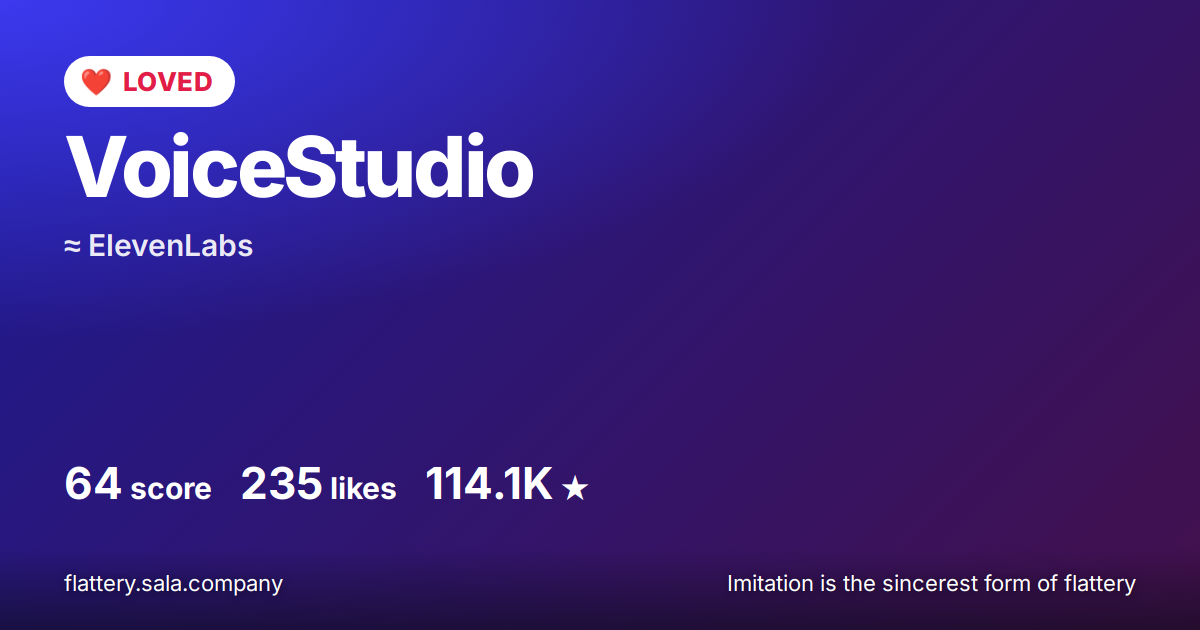 ❤️ LOVED
VoiceStudio
≈ ElevenLabs
64 score 235 likes 114.1K ★
flattery.sala.company
Imitation is the sincerest form of flattery